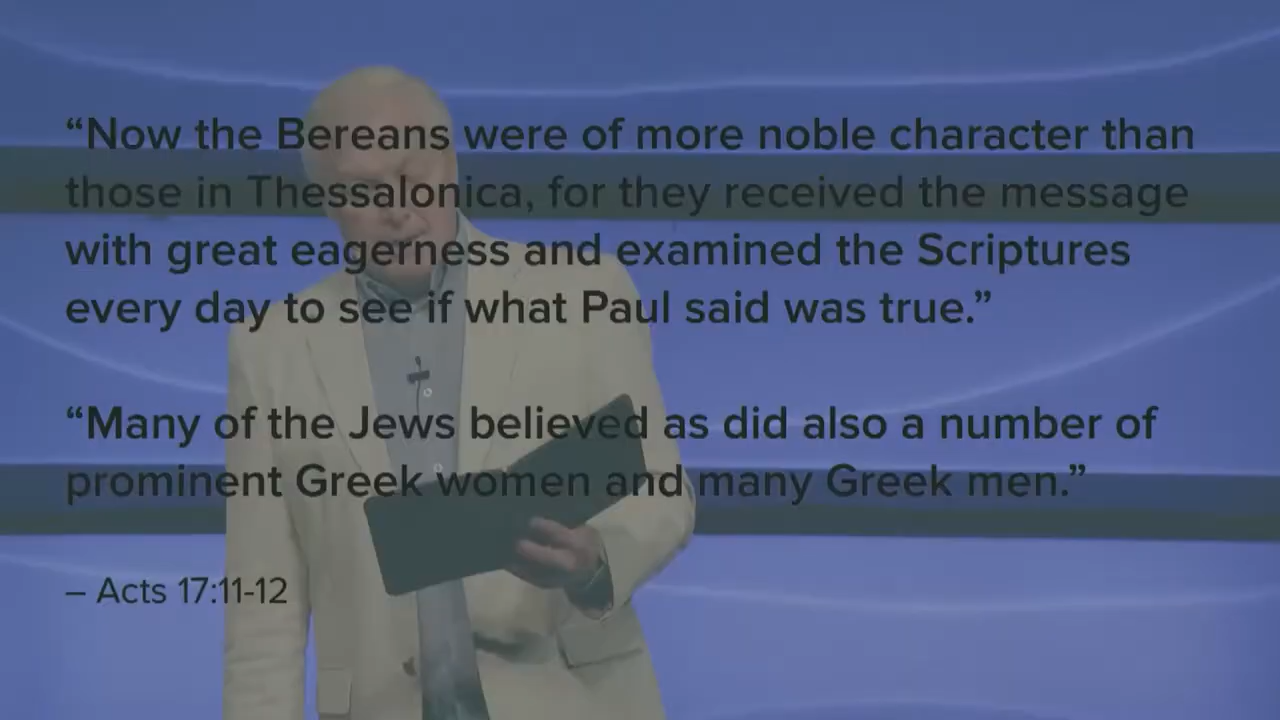 “Now the Bereans were of more noble character than
those in Thessalonica, for they received the message
with great eagerness and examined the Scriptures
every day to see if what Paul said was true.”
“Many of the Jews believed as did also a number of
prominent Greek women and many Greek men.”
– Acts 17:11-12